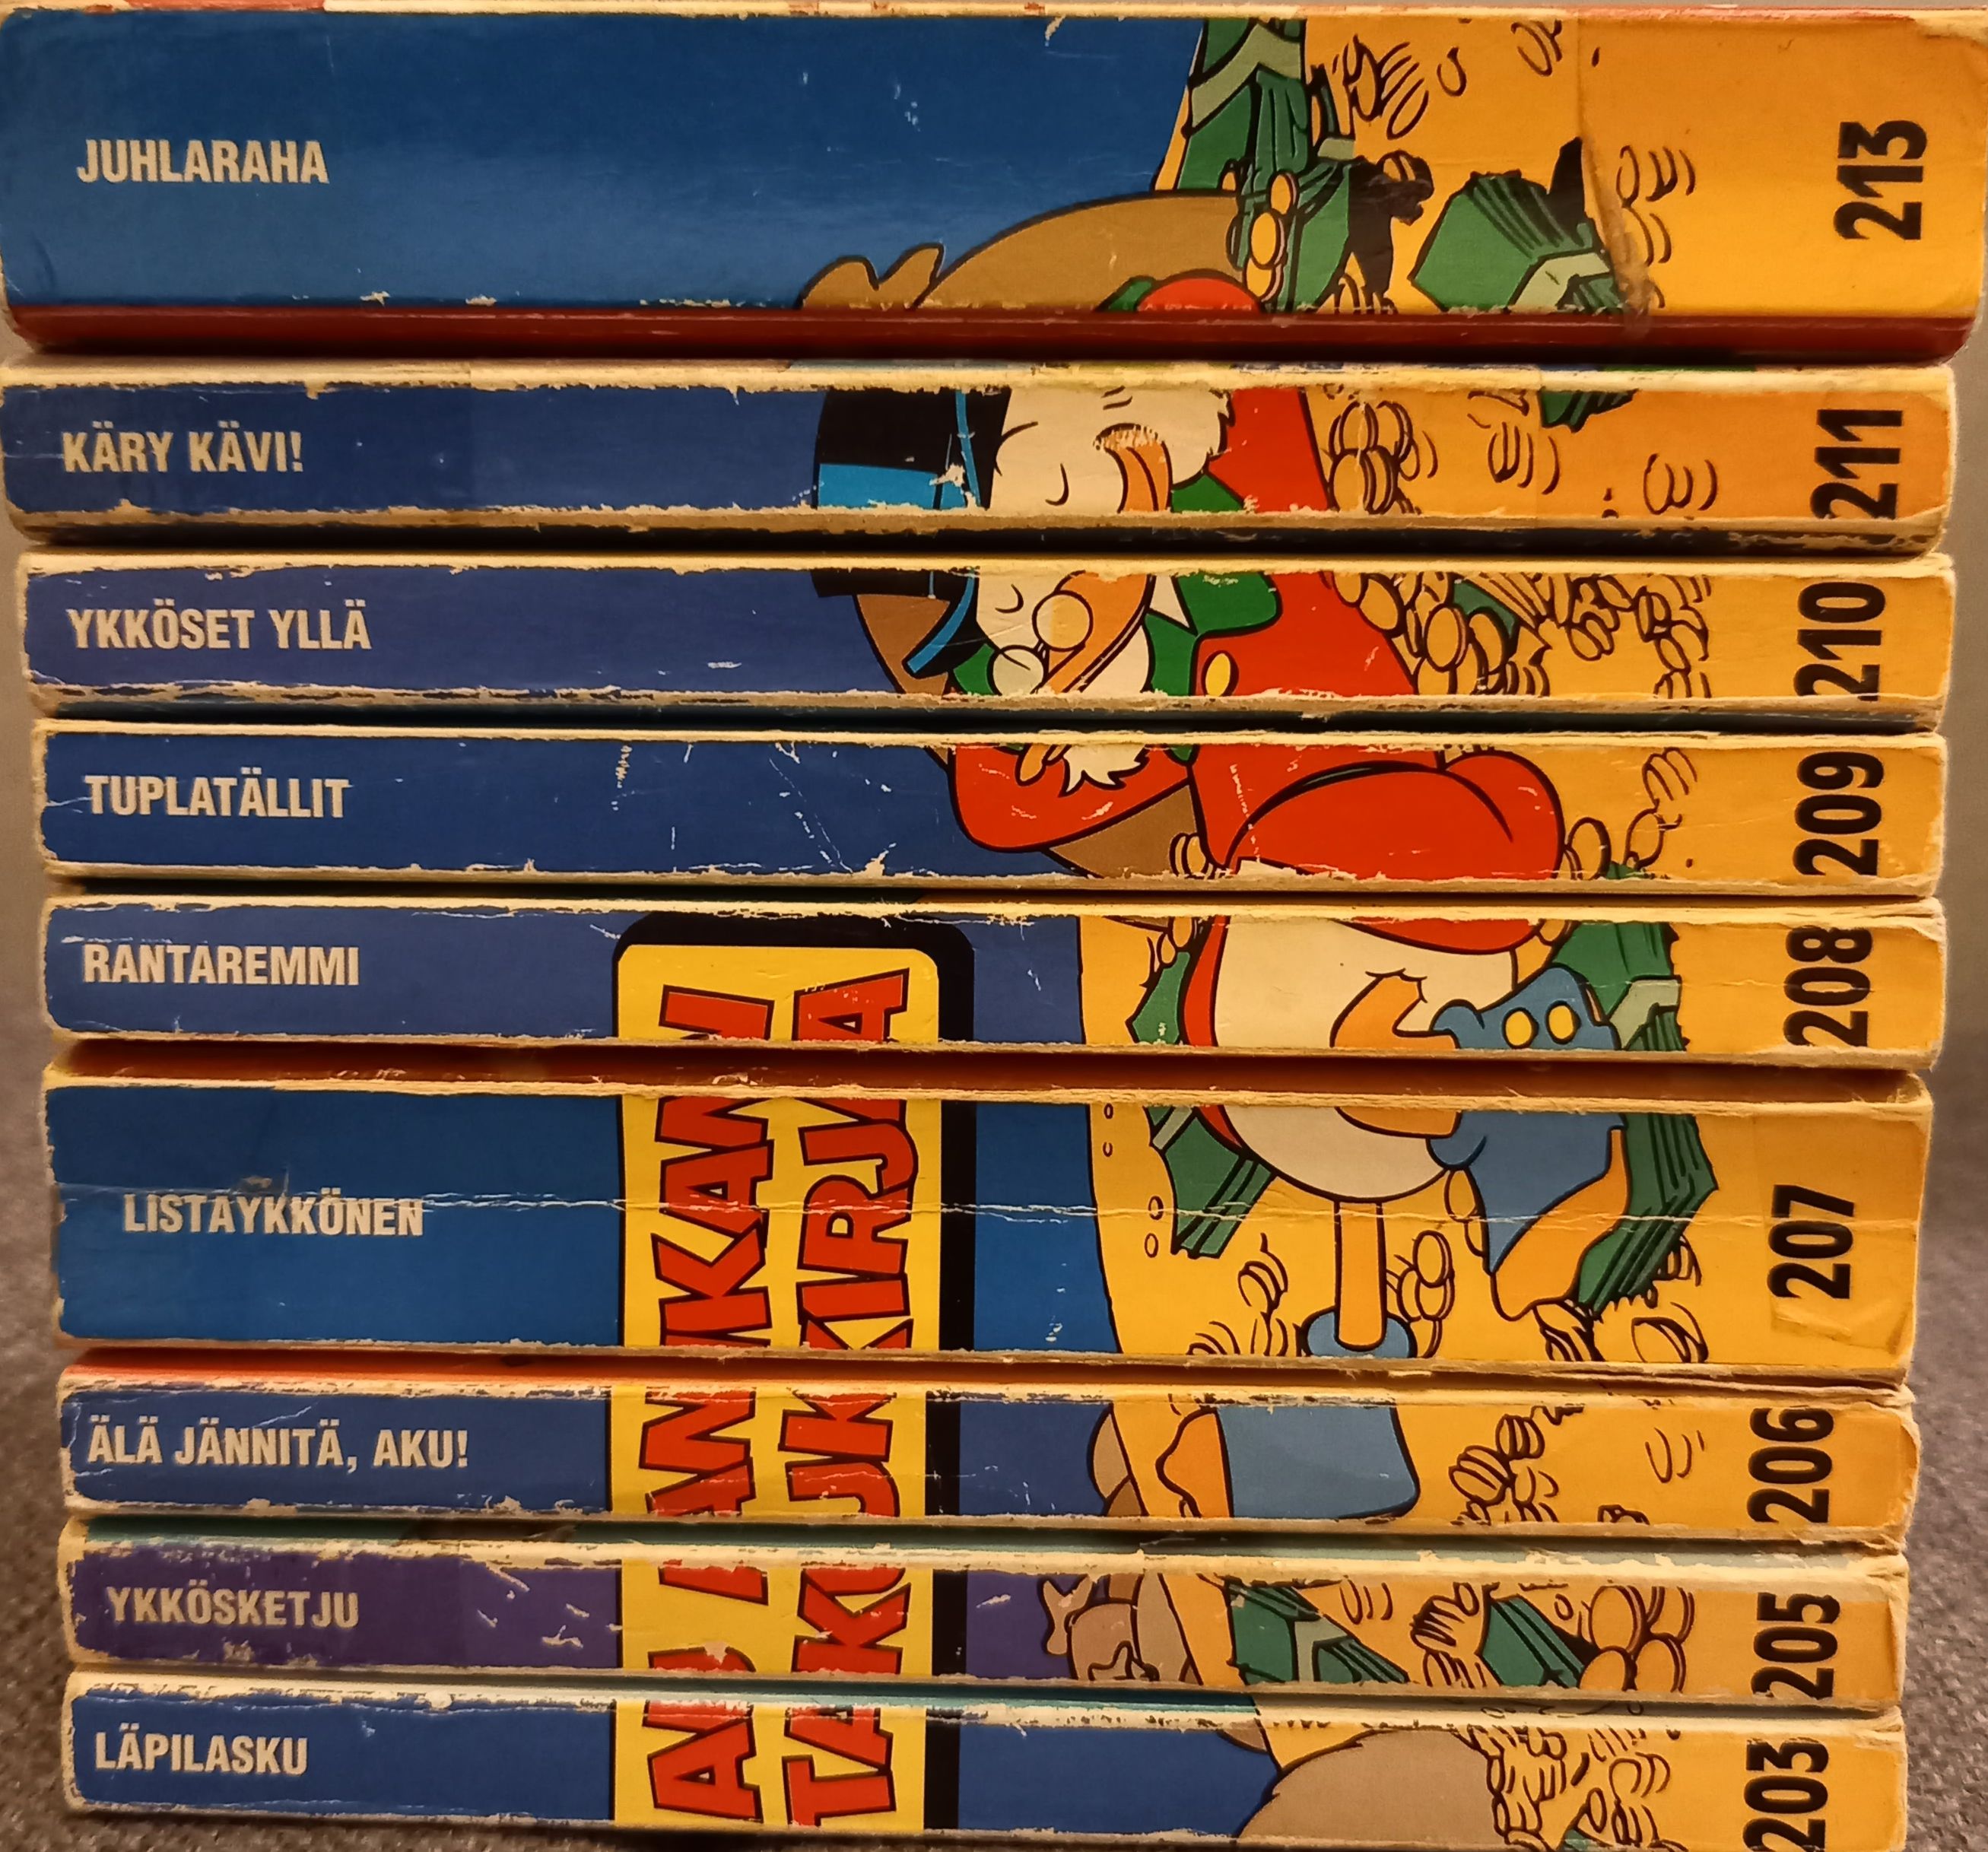 LÄPILASKU
YKKÖSKETJU
ÄLÄ JÄNNITÄ, AKU!
LISTAYKKÖNEN
RANTAREMMI
TUPLATÄLLIT
YKKÖSET YLLÄ
KÄRY KÄVI!
JUHLARAHA
TAKUKIRJA
203
205
206
207
208
209
210
211
213